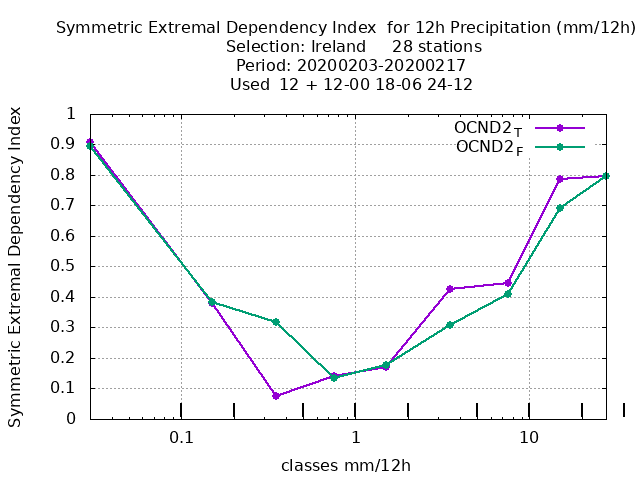 Symmetric Extremal Dependency Index  for 12h Precipitation (mm/12h)
Selection: Ireland     28 stations
Period: 20200203-20200217
Used  12 + 12-00 18-06 24-12
OCND2T
OCND2F
Symmetric Extremal Dependency Index
1
0.9
0.8
0.7
0.6
0.5
0.4
0.3
0.2
0.1
0
0.1
1
10
classes mm/12h